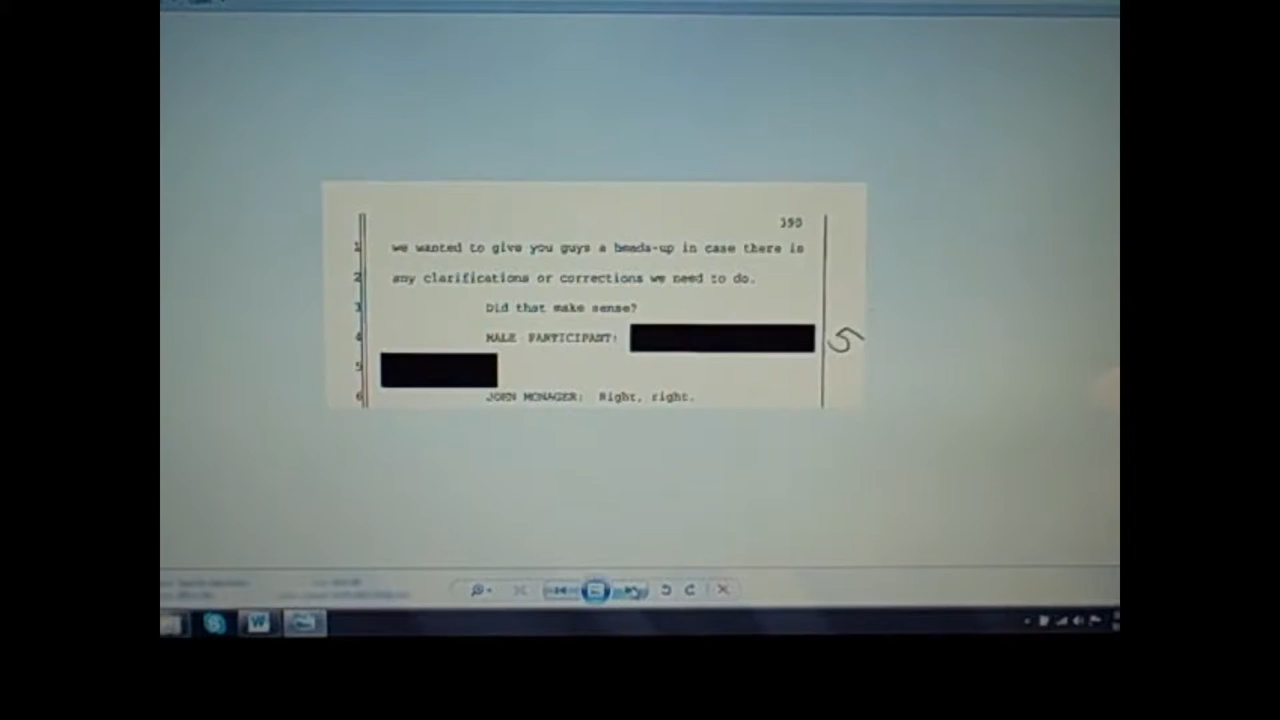 390
1 we wanted to give you guys a heads-up in case there is
2 any clarifications or corrections we need to do.
3 Did that make sense?
4 MALE PARTICIPANT:
5
5
6 JOHN MONAGER: Right, right.
W